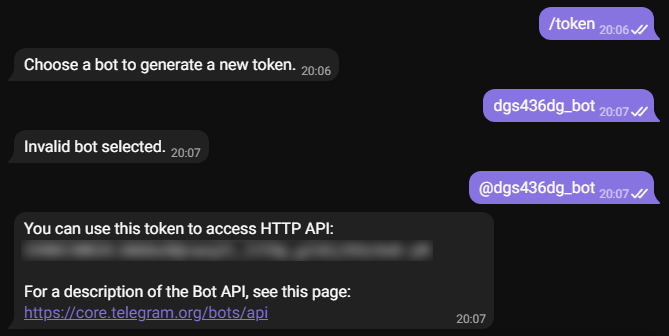 /token 20:06
Choose a bot to generate a new token. 20:06
dgs436dg_bot 20:07
Invalid bot selected. 20:07
@dgs436dg_bot 20:07
You can use this token to access HTTP API:
For a description of the Bot API, see this page:
https://core.telegram.org/bots/api 20:07